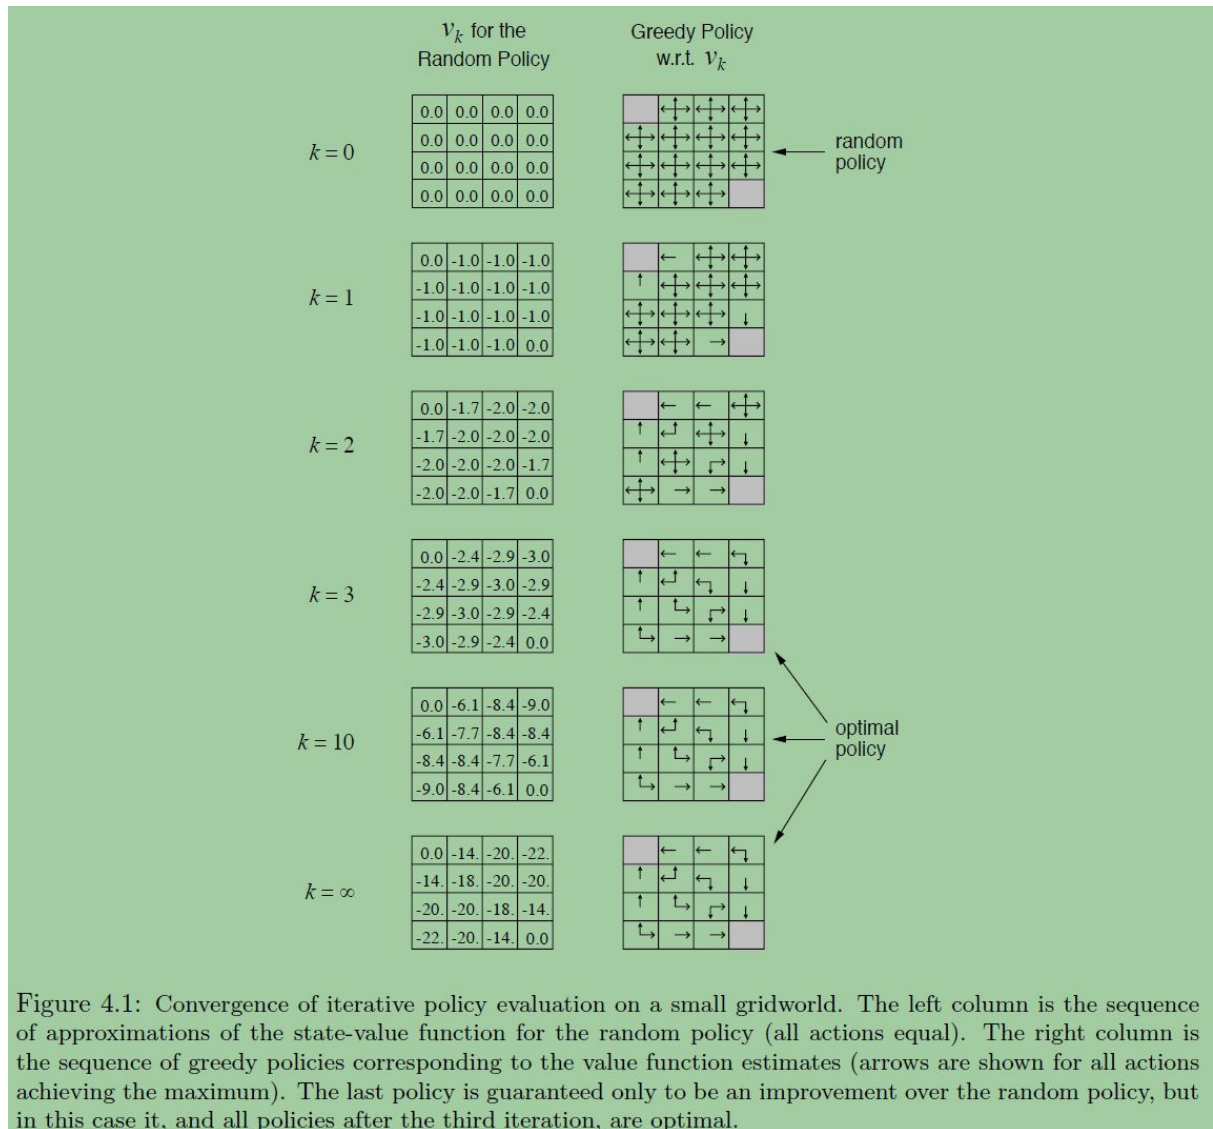 v_k for the
Random Policy
Greedy Policy
w.r.t. v_k
k = 0
0.0 0.0 0.0 0.0
0.0 0.0 0.0 0.0
0.0 0.0 0.0 0.0
0.0 0.0 0.0 0.0
random
policy
k = 1
0.0 -1.0 -1.0 -1.0
-1.0 -1.0 -1.0 -1.0
-1.0 -1.0 -1.0 -1.0
-1.0 -1.0 -1.0 0.0
k = 2
0.0 -1.7 -2.0 -2.0
-1.7 -2.0 -2.0 -2.0
-2.0 -2.0 -2.0 -1.7
-2.0 -2.0 -1.7 0.0
k = 3
0.0 -2.4 -2.9 -3.0
-2.4 -2.9 -3.0 -2.9
-2.9 -3.0 -2.9 -2.4
-3.0 -2.9 -2.4 0.0
k = 10
0.0 -6.1 -8.4 -9.0
-6.1 -7.7 -8.4 -8.4
-8.4 -8.4 -7.7 -6.1
-9.0 -8.4 -6.1 0.0
optimal
policy
k = ∞
0.0 -14. -20. -22.
-14. -18. -20. -20.
-20. -20. -18. -14.
-22. -20. -14. 0.0
Figure 4.1: Convergence of iterative policy evaluation on a small gridworld. The left column is the sequence
of approximations of the state-value function for the random policy (all actions equal). The right column is
the sequence of greedy policies corresponding to the value function estimates (arrows are shown for all actions
achieving the maximum). The last policy is guaranteed only to be an improvement over the random policy, but
in this case it, and all policies after the third iteration, are optimal.